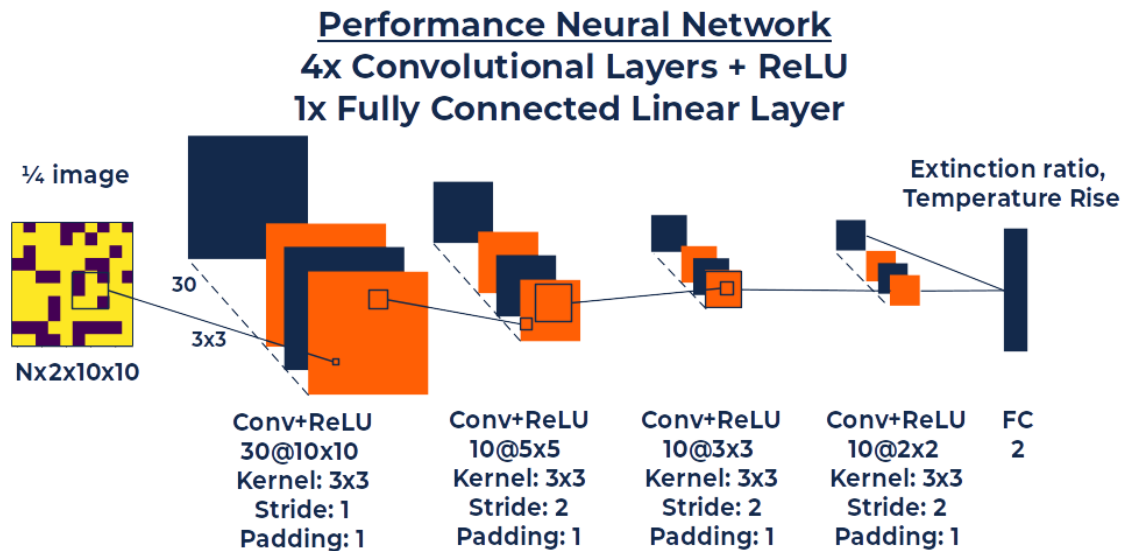 Performance Neural Network
4x Convolutional Layers + ReLU
1x Fully Connected Linear Layer
¼ image
Nx2x10x10
30
3x3
Extinction ratio,
Temperature Rise
Conv+ReLU
30@10x10
Kernel: 3x3
Stride: 1
Padding: 1
Conv+ReLU
10@5x5
Kernel: 3x3
Stride: 2
Padding: 1
Conv+ReLU
10@3x3
Kernel: 3x3
Stride: 2
Padding: 1
Conv+ReLU
10@2x2
Kernel: 3x3
Stride: 2
Padding: 1
FC
2